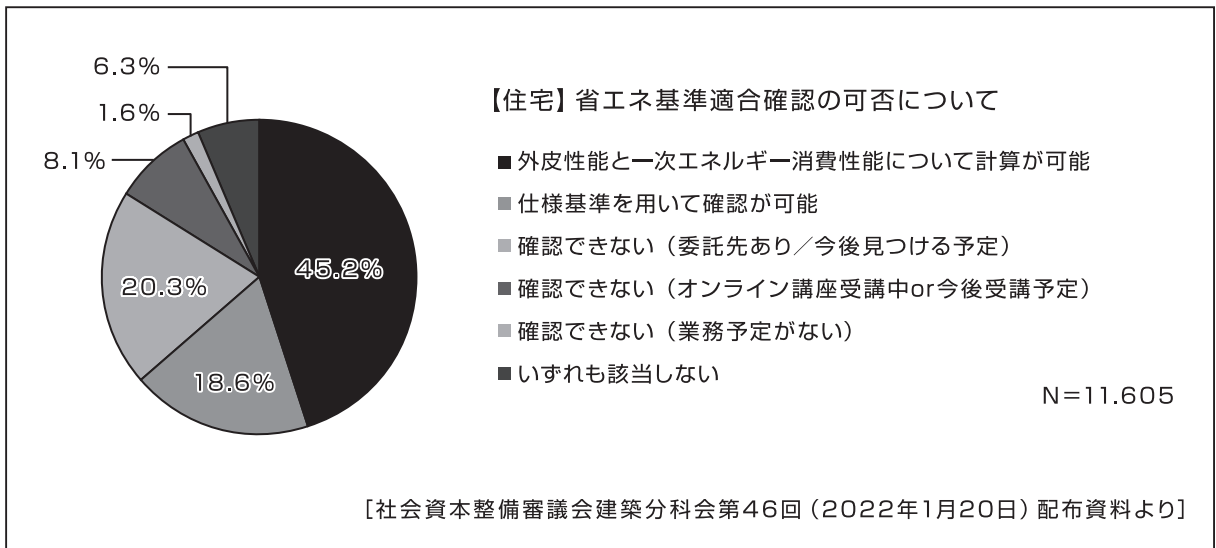 6.3%
1.6%
8.1%
20.3%
18.6%
45.2%
【住宅】省エネ基準適合確認の可否について
■外皮性能と一次エネルギー消費性能について計算が可能
■仕様基準を用いて確認が可能
■確認できない（委託先あり／今後見つける予定）
■確認できない（オンライン講座受講中or今後受講予定）
■確認できない（業務予定がない）
■いずれも該当しない
N＝11.605
［社会資本整備審議会建築分科会第46回（2022年1月20日）配布資料より］